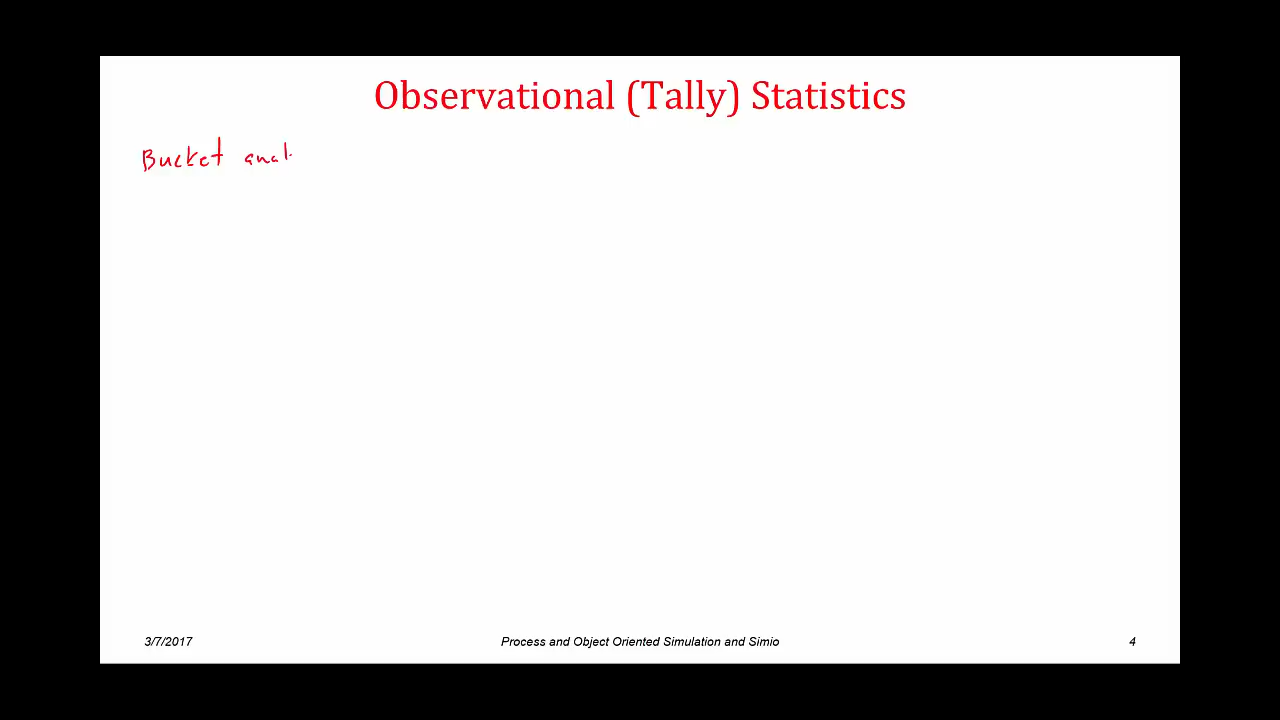 Observational (Tally) Statistics
Bucket anal
3/7/2017
Process and Object Oriented Simulation and Simio
4